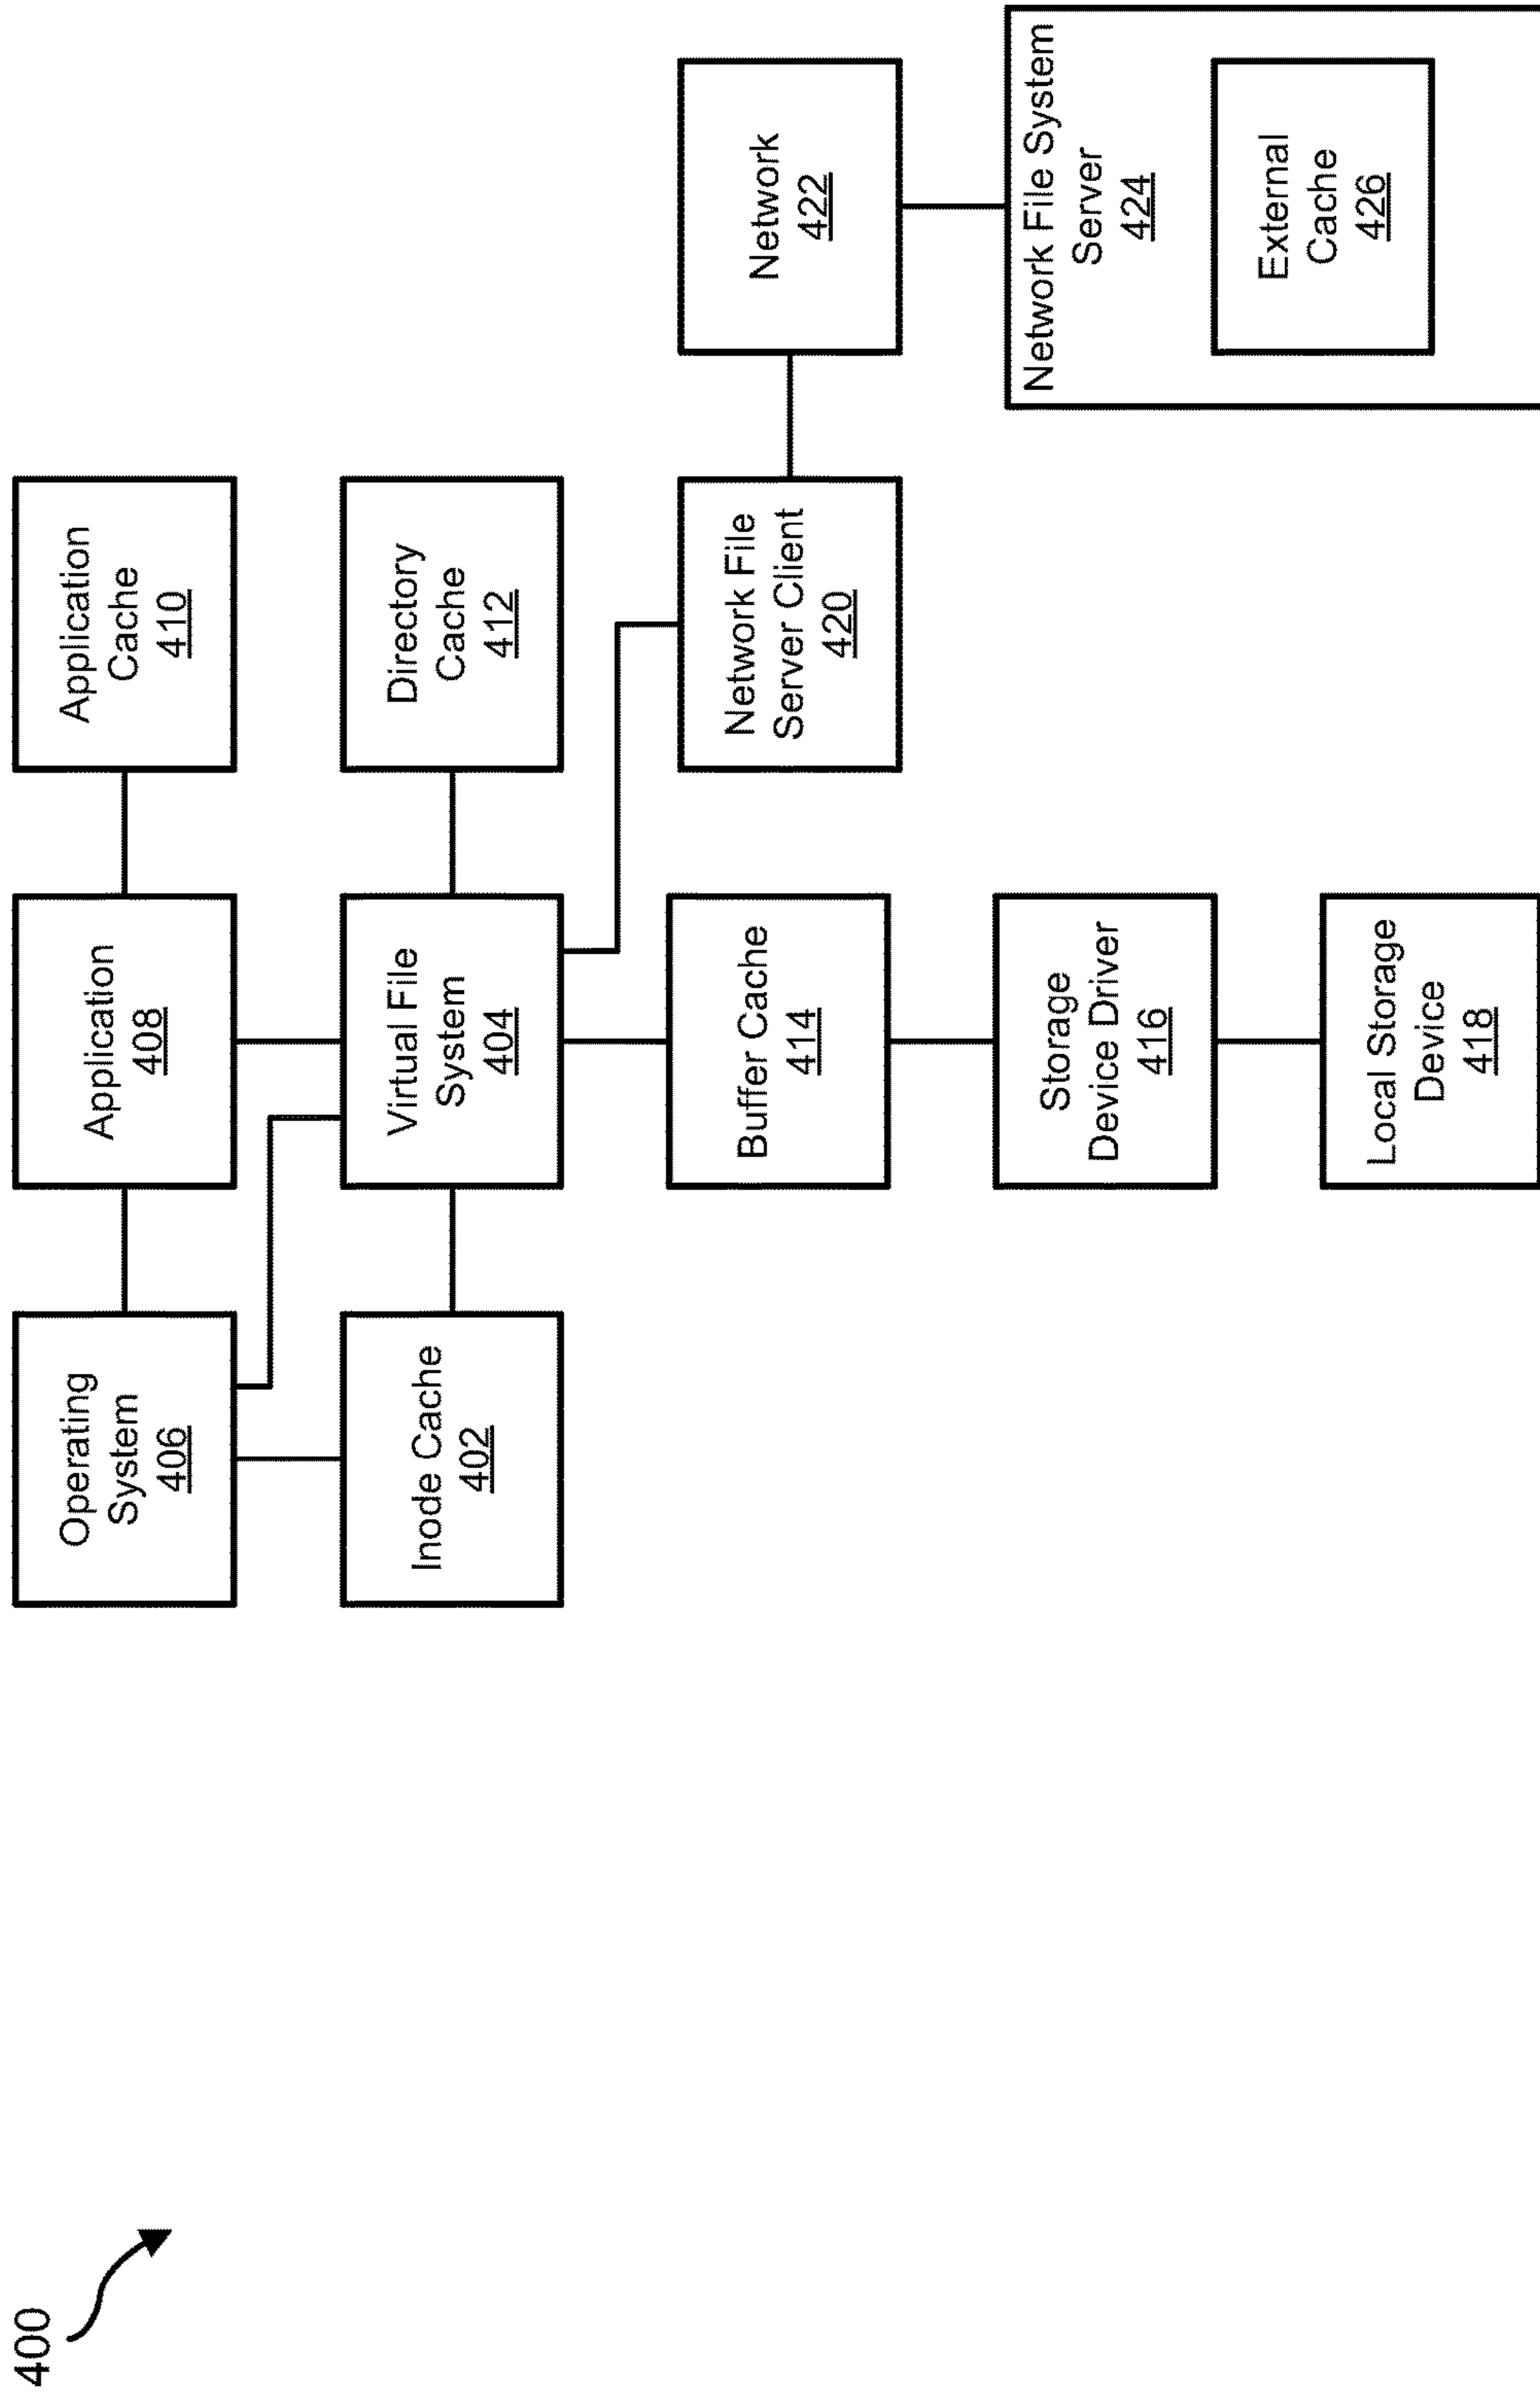 400
Operating
System
406
Application
408
Application
Cache
410
Inode Cache
402
Virtual File
System
404
Directory
Cache
412
Buffer Cache
414
Network File
Server Client
420
Network
422
Storage
Device Driver
416
Network File System
Server
424
External
Cache
426
Local Storage
Device
418